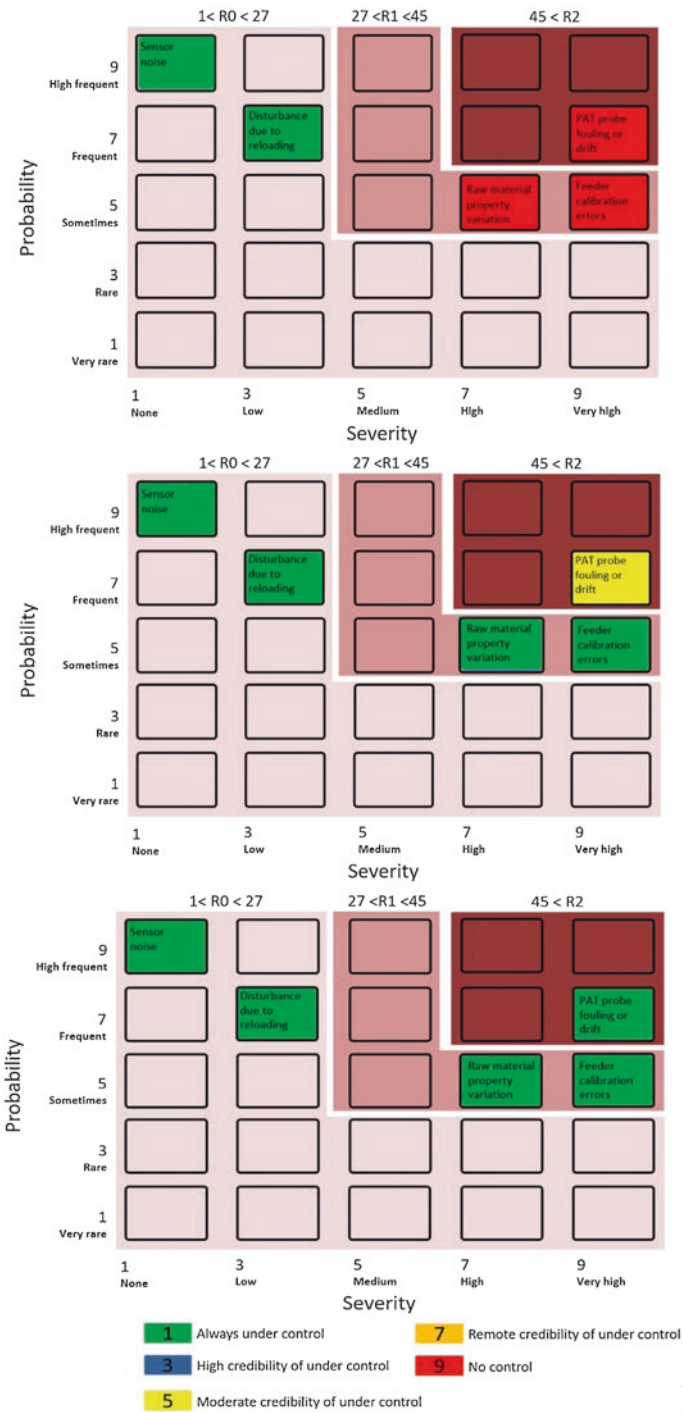 1< R0 < 27 27 <R1 <45 45 < R2
Sensor
noise
9
High frequent
Disturbance
due to
reloading
PAT probe
fouling or
drift
7
Frequent
Raw material
property
variation
Feeder
calibration
errors
5
Sometimes
3
Rare
1
Very rare
Probability
1 3 5 7 9
None Low Medium High Very high
Severity
1< R0 < 27 27 <R1 <45 45 < R2
Sensor
noise
9
High frequent
Disturbance
due to
reloading
PAT probe
fouling or
drift
7
Frequent
Raw material
property
variation
Feeder
calibration
errors
5
Sometimes
3
Rare
1
Very rare
Probability
1 3 5 7 9
None Low Medium High Very high
Severity
1< R0 < 27 27 <R1 <45 45 < R2
Sensor
noise
9
High frequent
Disturbance
due to
reloading
PAT probe
fouling or
drift
7
Frequent
Raw material
property
variation
Feeder
calibration
errors
5
Sometimes
3
Rare
1
Very rare
Probability
1 3 5 7 9
None Low Medium High Very high
Severity
1 Always under control
7 Remote credibility of under control
3 High credibility of under control
9 No control
5 Moderate credibility of under control